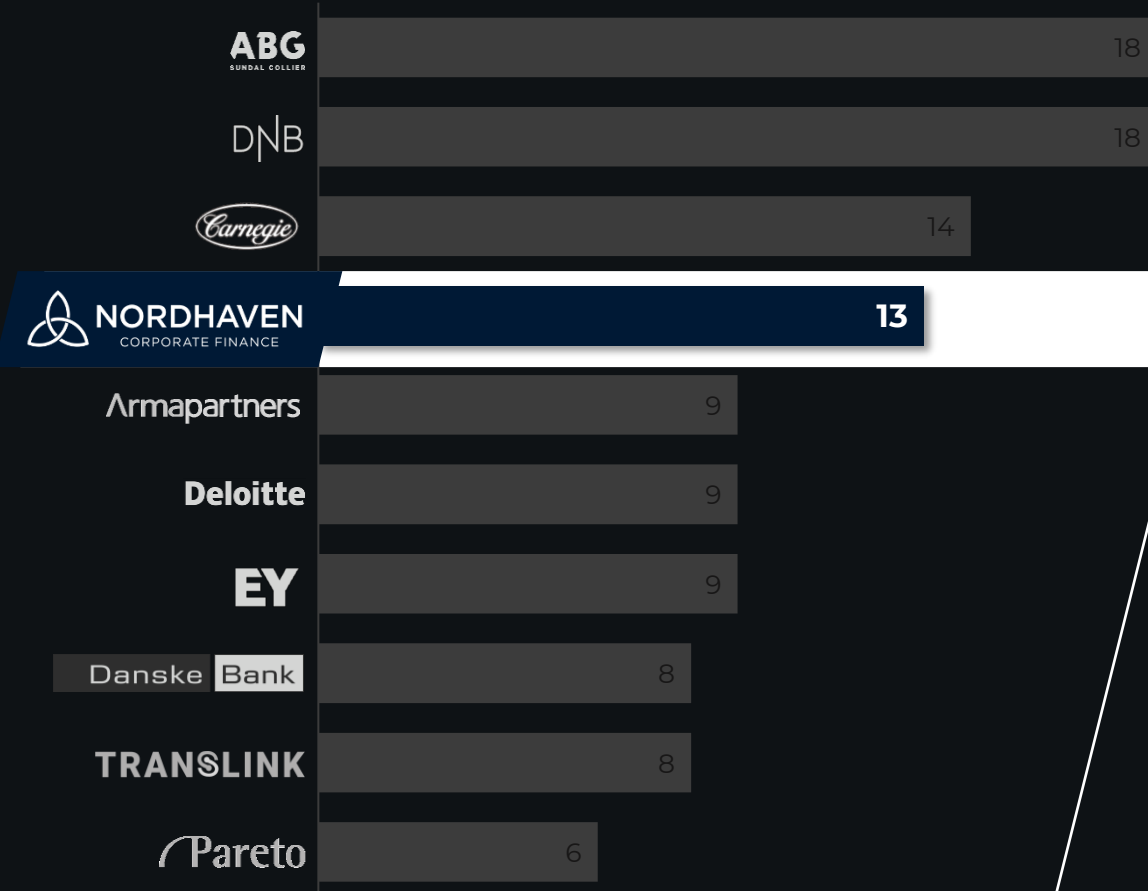 ABG
SUNDAL COLLIER
18
DNB
18
Carnegie
14
NORDHAVEN
CORPORATE FINANCE
13
Armapartners
9
Deloitte
9
EY
9
Danske Bank
8
TRANSLINK
8
Pareto
6